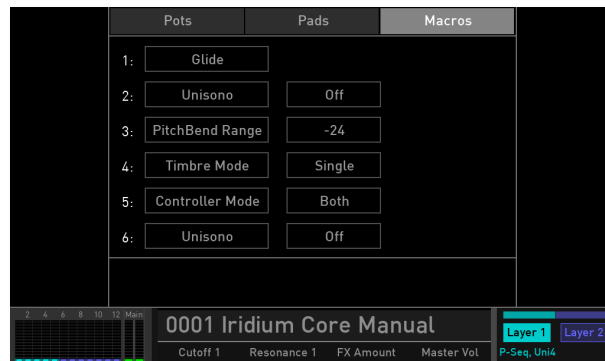 Pots Pads Macros
1: Glide
2: Unisono Off
3: PitchBend Range -24
4: Timbre Mode Single
5: Controller Mode Both
6: Unisono Off
2 4 6 8 10 12 Main
0001 Iridium Core Manual
Layer 1 Layer 2
Cutoff 1 Resonance 1 FX Amount Master Vol P-Seq, Uni4